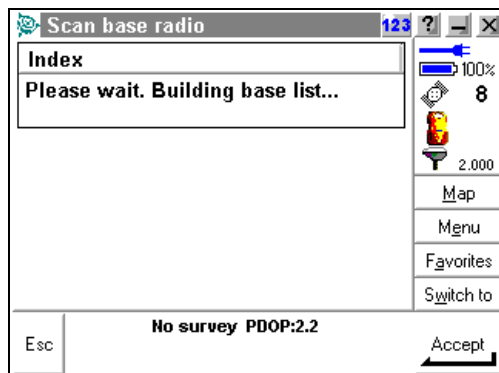 Scan base radio 123 ? _ X
Index
Please wait. Building base list...
100%
8
2.000
Map
Menu
Favorites
Switch to
No survey PDOP:2.2
Esc
Accept